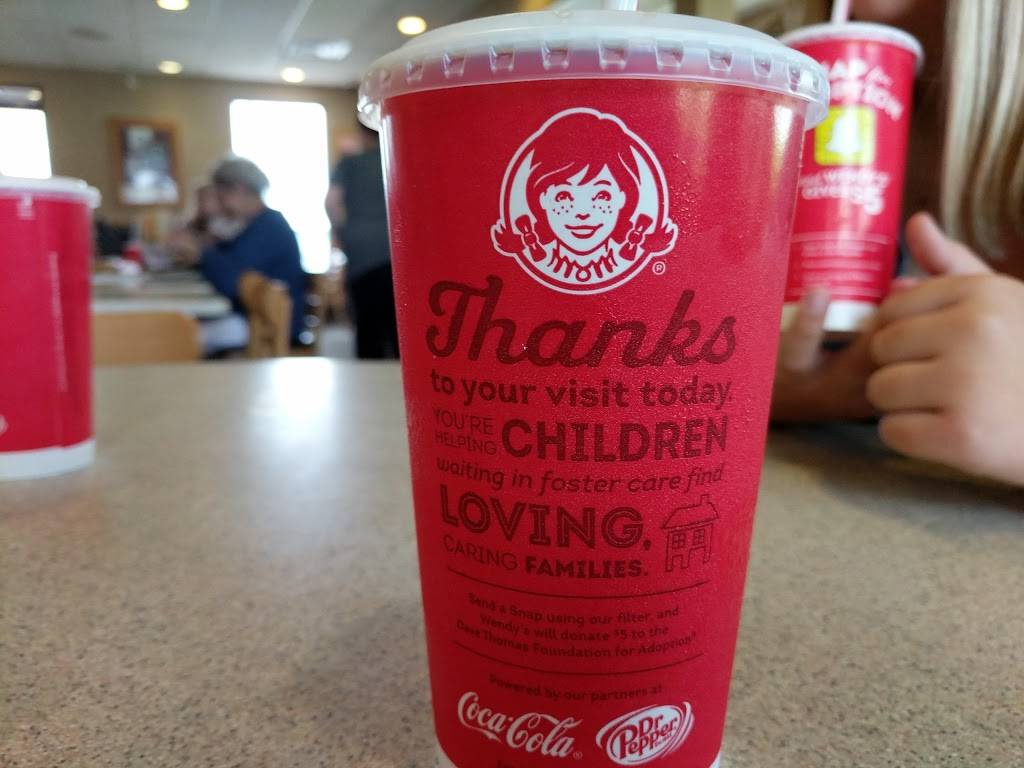 MOM
®
Thanks
to your visit today,
YOU'RE
HELPING CHILDREN
waiting in foster care find
LOVING,
CARING FAMILIES.
Send a Snap using our filter, and
Wendy's will donate $5 to the
Dave Thomas Foundation for Adoption®
Powered by our partners at
Coca-Cola®
Dr Pepper